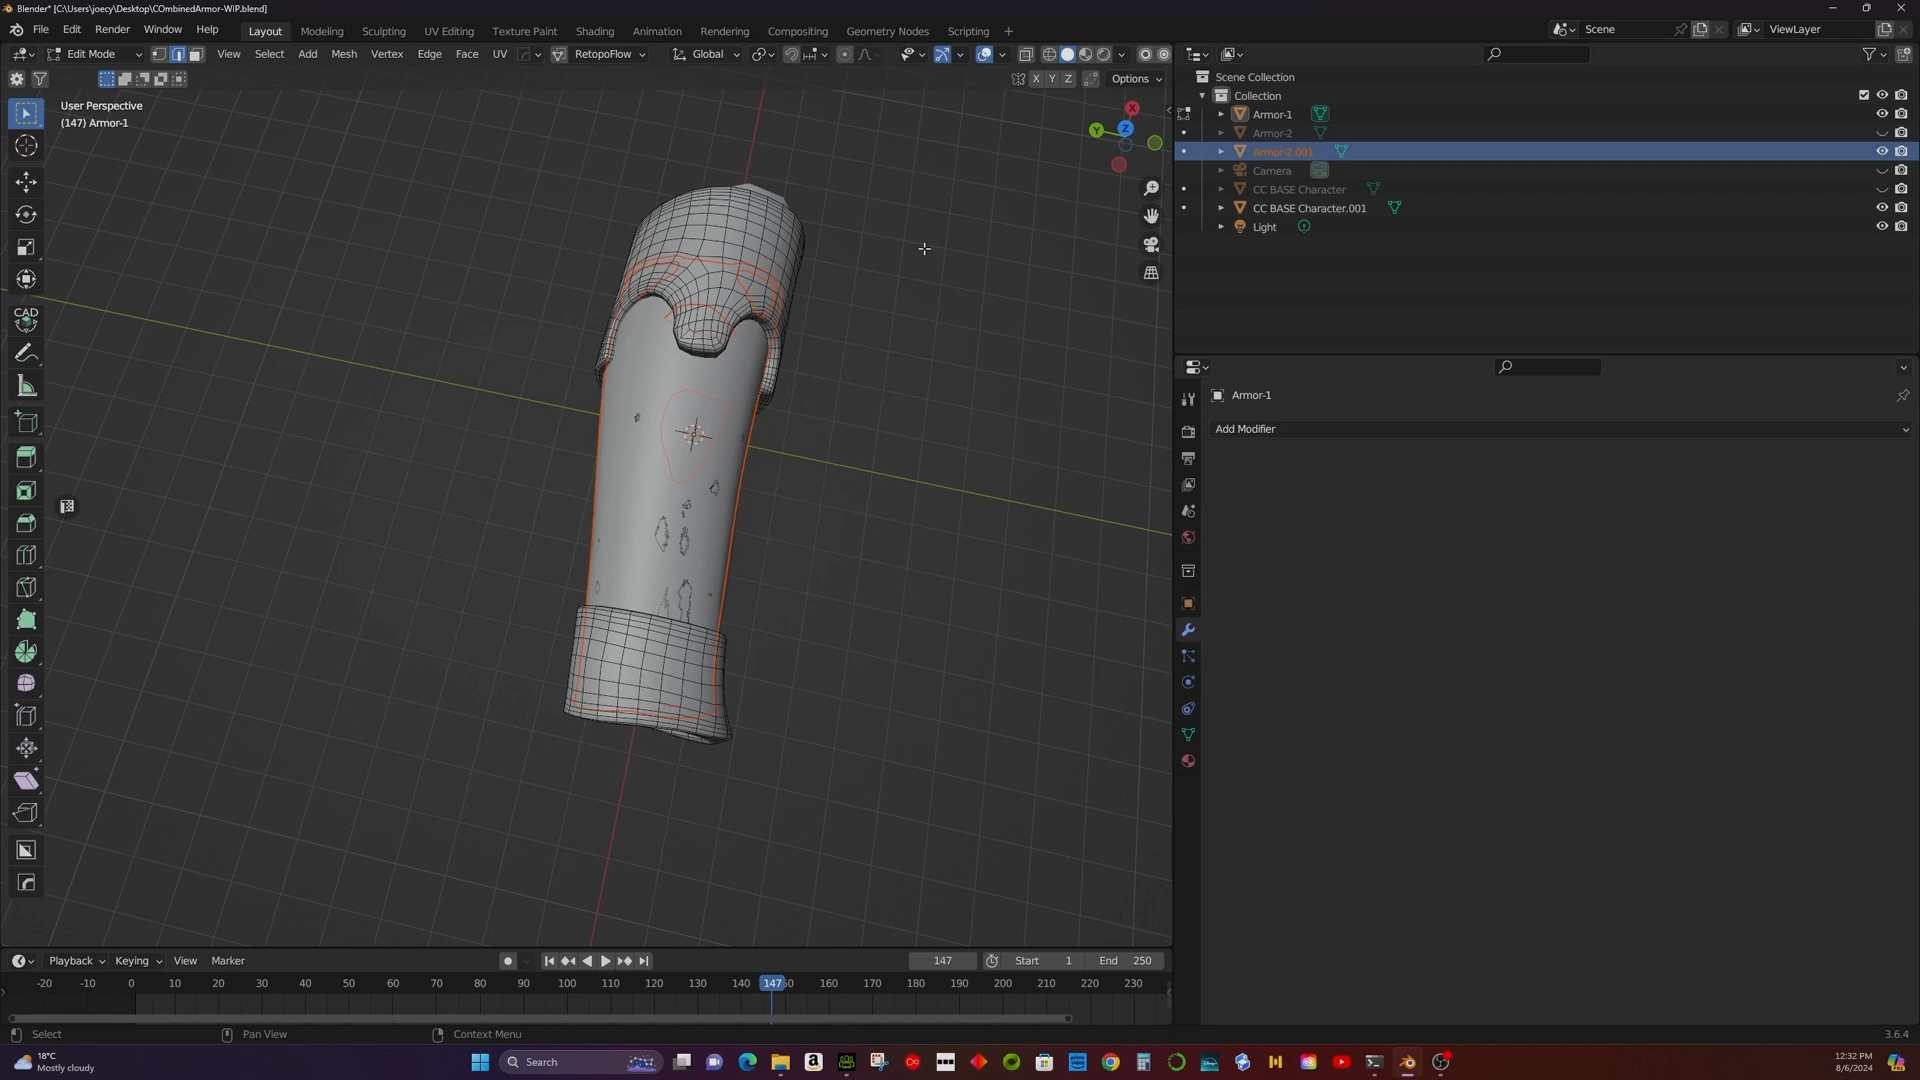 Blender* [C:\Users\joecy\Desktop\COmbinedArmor-WIP.blend]
File Edit Render Window Help Layout Modeling Sculpting UV Editing Texture Paint Shading Animation Rendering Compositing Geometry Nodes Scripting + Scene ViewLayer
Edit Mode View Select Add Mesh Vertex Edge Face UV RetopoFlow Global
X Y Z Options
User Perspective
(147) Armor-1
X
Y
Z
CAD
Scene Collection
Collection
Armor-1
Armor-2
Armor-2.001
Camera
CC BASE Character
CC BASE Character.001
Light
Armor-1
Add Modifier
Playback Keying View Marker 147 Start 1 End 250
-20 -10 0 10 20 30 40 50 60 70 80 90 100 110 120 130 140 147 160 170 180 190 200 210 220 230
Select Pan View Context Menu 3.6.4
18°C
Mostly cloudy
Search
12:32 PM
8/6/2024